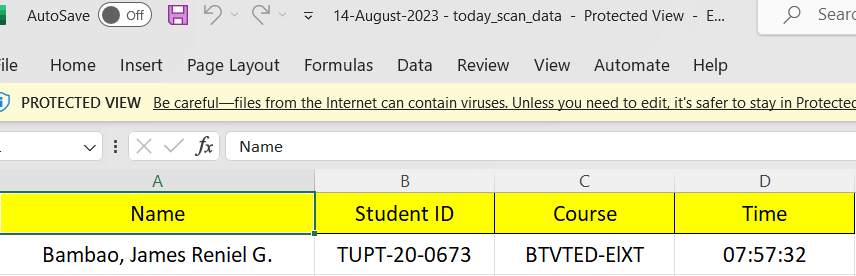 AutoSave Off 14-August-2023 - today_scan_data - Protected View - E...
Home Insert Page Layout Formulas Data Review View Automate Help
PROTECTED VIEW Be careful—files from the Internet can contain viruses. Unless you need to edit, it's safer to stay in Protected
fx Name
A B C D
Name Student ID Course Time
Bambao, James Reniel G. TUPT-20-0673 BTVTED-ElXT 07:57:32